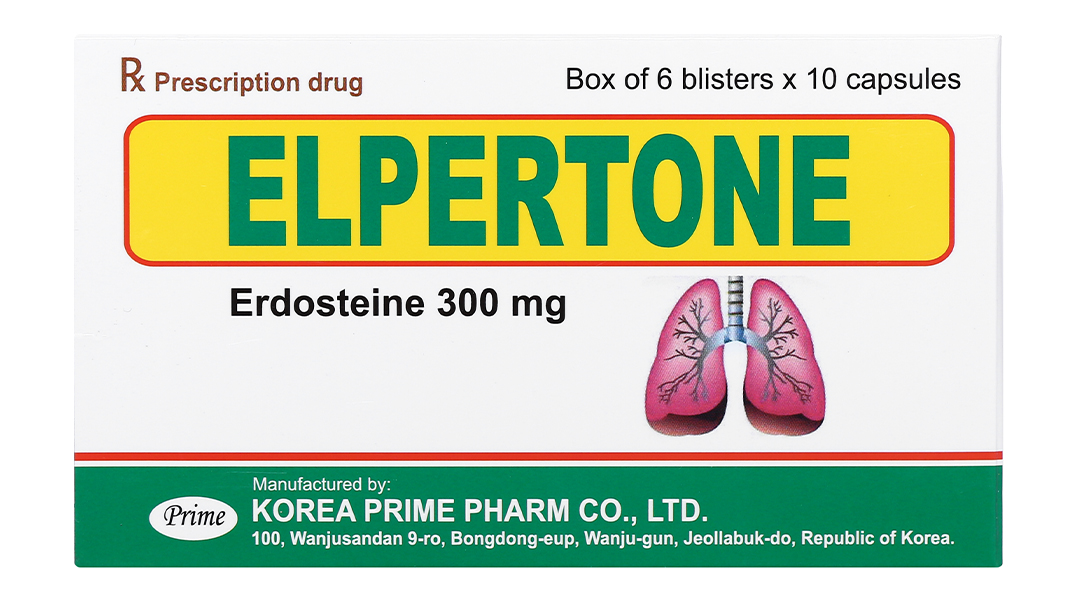 Rx Prescription drug
Box of 6 blisters x 10 capsules
ELPERTONE
Erdosteine 300 mg
Manufactured by:
Prime
KOREA PRIME PHARM CO., LTD.
100, Wanjusandan 9-ro, Bongdong-eup, Wanju-gun, Jeollabuk-do, Republic of Korea.